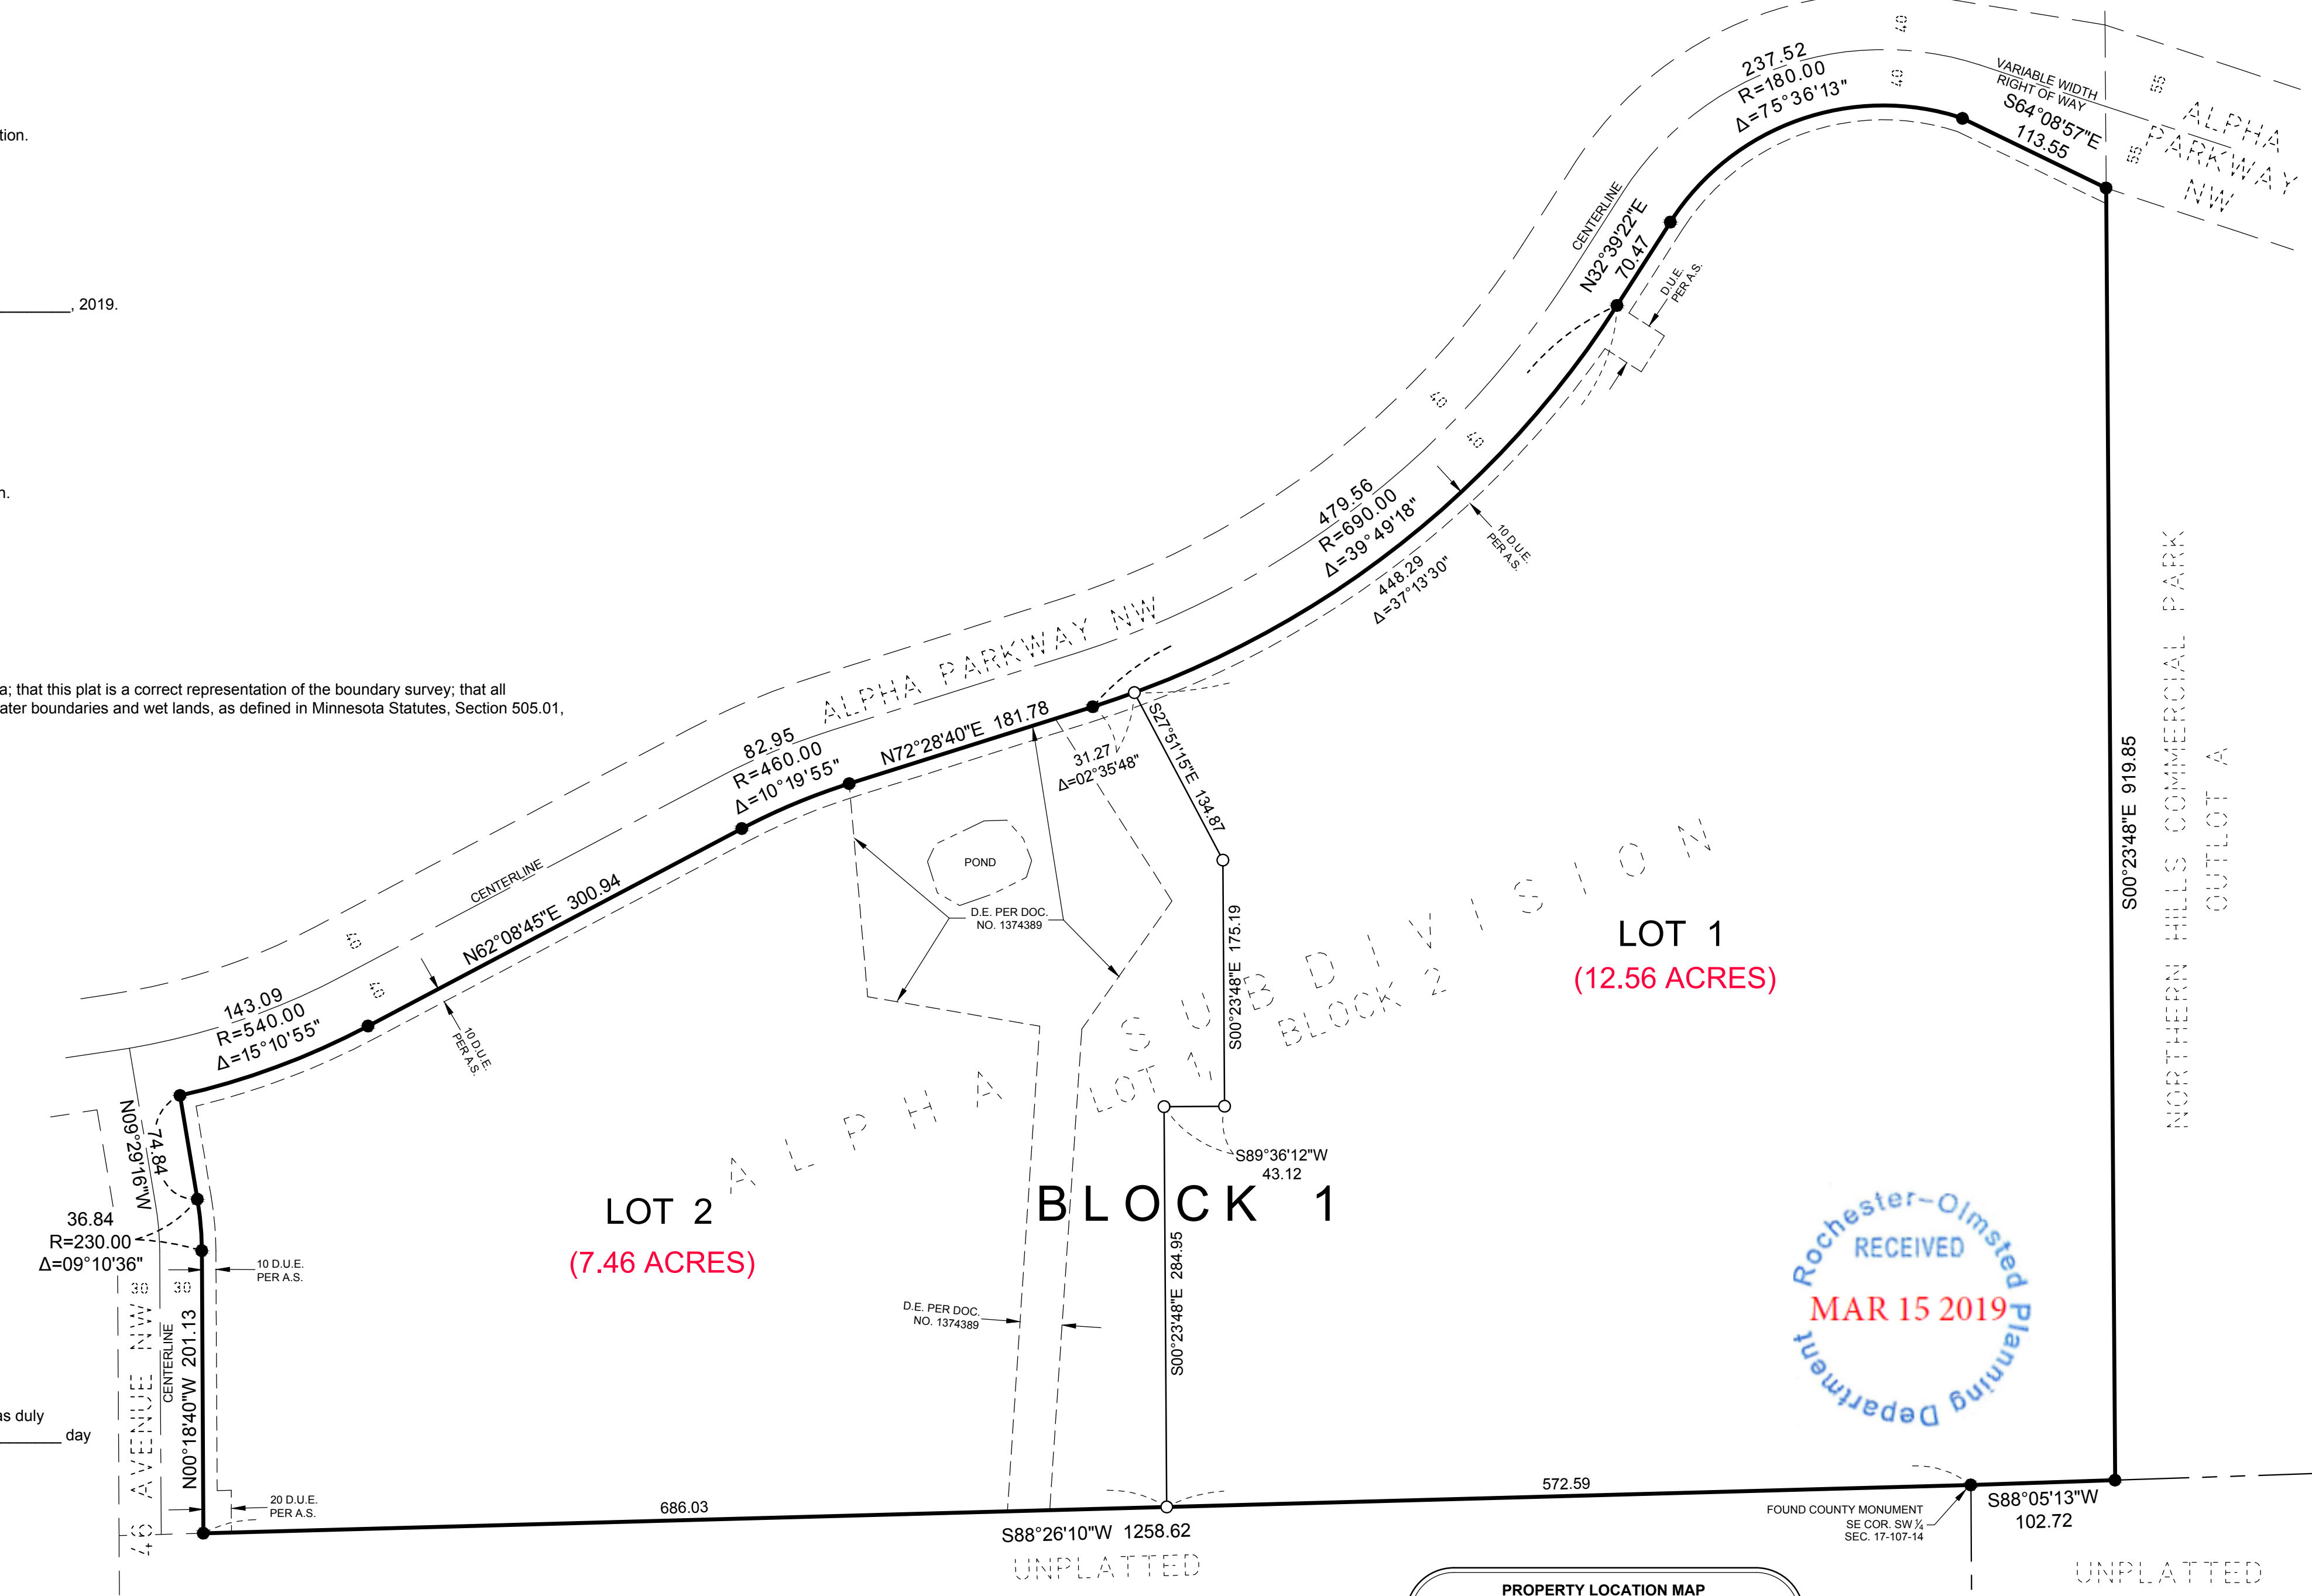 tion.
, 2019.
n.
a; that this plat is a correct representation of the boundary survey; that all
ater boundaries and wet lands, as defined in Minnesota Statutes, Section 505.01,
as duly
day
237.52
R=180.00
Δ=75°36'13"
40
40
VARIABLE WIDTH
RIGHT OF WAY
S64°08'57"E
113.55
55
55
ALPHA
PARKWAY
NW
CENTERLINE
N32°39'22"E
70.47
D.U.E.
PER A.S.
40
40
479.56
R=690.00
Δ=39°49'18"
448.29
Δ=37°13'30"
10 D.U.E.
PER A.S.
ALPHA PARKWAY NW
82.95
R=460.00
Δ=10°19'55"
N72°28'40"E 181.78
31.27
Δ=02°35'48"
S27°51'15"E 134.87
POND
D.E. PER DOC.
NO. 1374389
CENTERLINE
N62°08'45"E 300.94
40
40
143.09
R=540.00
Δ=15°10'55"
10 D.U.E.
PER A.S.
S00°23'48"E 175.19
ALPHA SUBDIVISION
LOT 1, BLOCK 2
LOT 1
(12.56 ACRES)
S00°23'48"E 919.85
NORTHERN HILLS COMMERCIAL PARK
OUTLOT A
N09°29'16"W
74.84
36.84
R=230.00
Δ=09°10'36"
30
30
10 D.U.E.
PER A.S.
LOT 2
(7.46 ACRES)
BLOCK 1
S89°36'12"W
43.12
S00°23'48"E 284.95
D.E. PER DOC.
NO. 1374389
46 AVENUE NW
CENTERLINE
N00°18'40"W 201.13
20 D.U.E.
PER A.S.
Rochester-Olmsted Planning Department
RECEIVED
MAR 15 2019
686.03
572.59
S88°26'10"W 1258.62
UNPLATTED
FOUND COUNTY MONUMENT
SE COR. SW ¼
SEC. 17-107-14
S88°05'13"W
102.72
UNPLATTED
PROPERTY LOCATION MAP